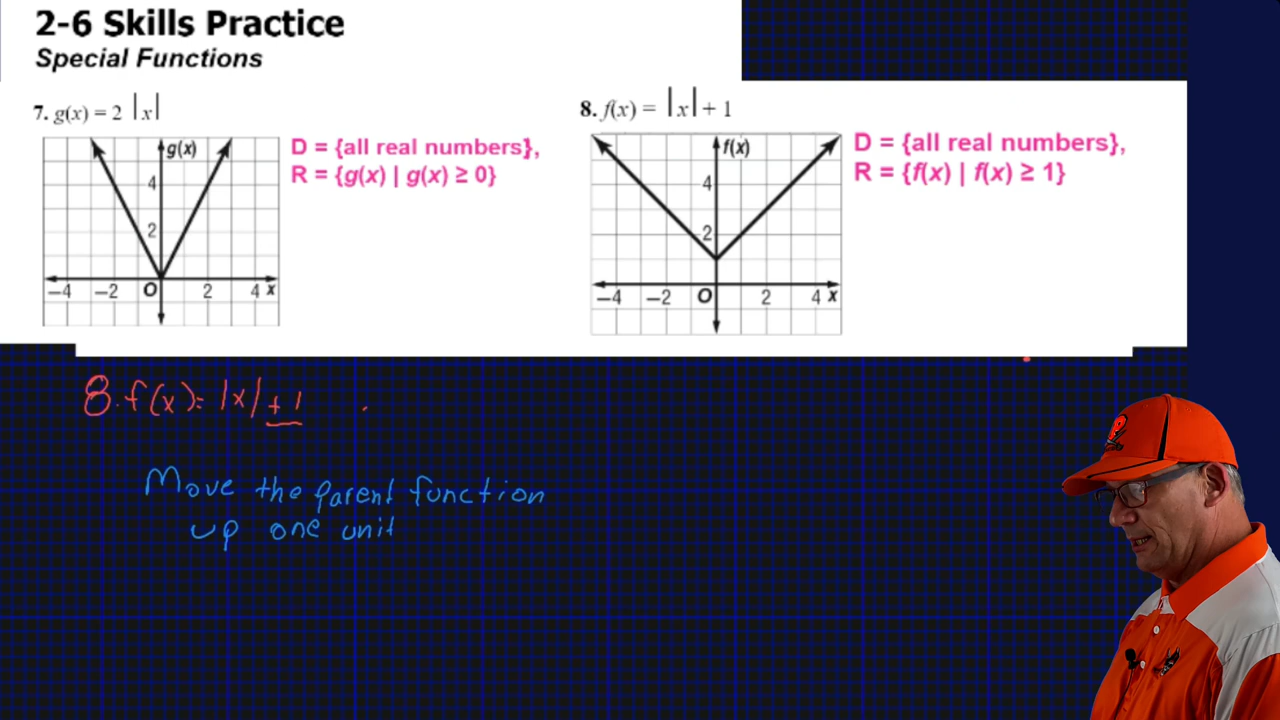 2-6 Skills Practice
Special Functions
7. g(x) = 2 |x|
g(x)
4
2
−4 −2 O 2 4 x
D = {all real numbers},
R = {g(x) | g(x) ≥ 0}
8. f(x) = |x| + 1
f(x)
4
2
−4 −2 O 2 4 x
D = {all real numbers},
R = {f(x) | f(x) ≥ 1}
8. f(x) = |x| + 1
Move the parent function
up one unit